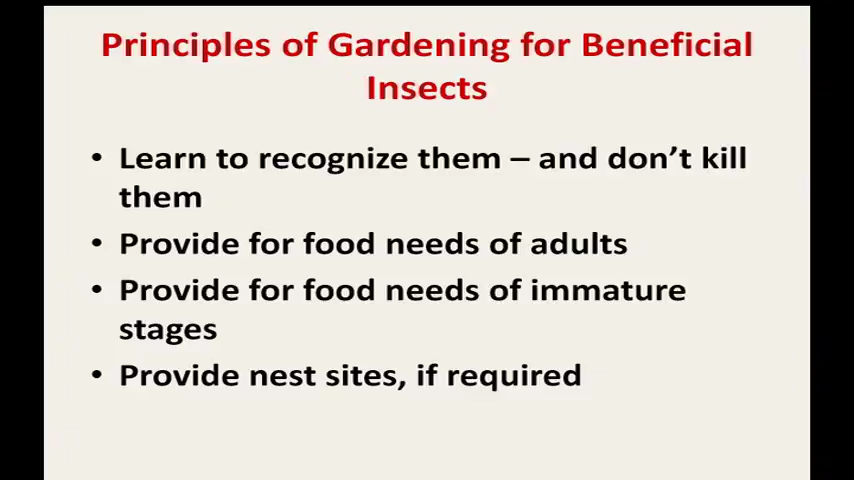 Principles of Gardening for Beneficial
Insects
• Learn to recognize them – and don't kill
them
• Provide for food needs of adults
• Provide for food needs of immature
stages
• Provide nest sites, if required